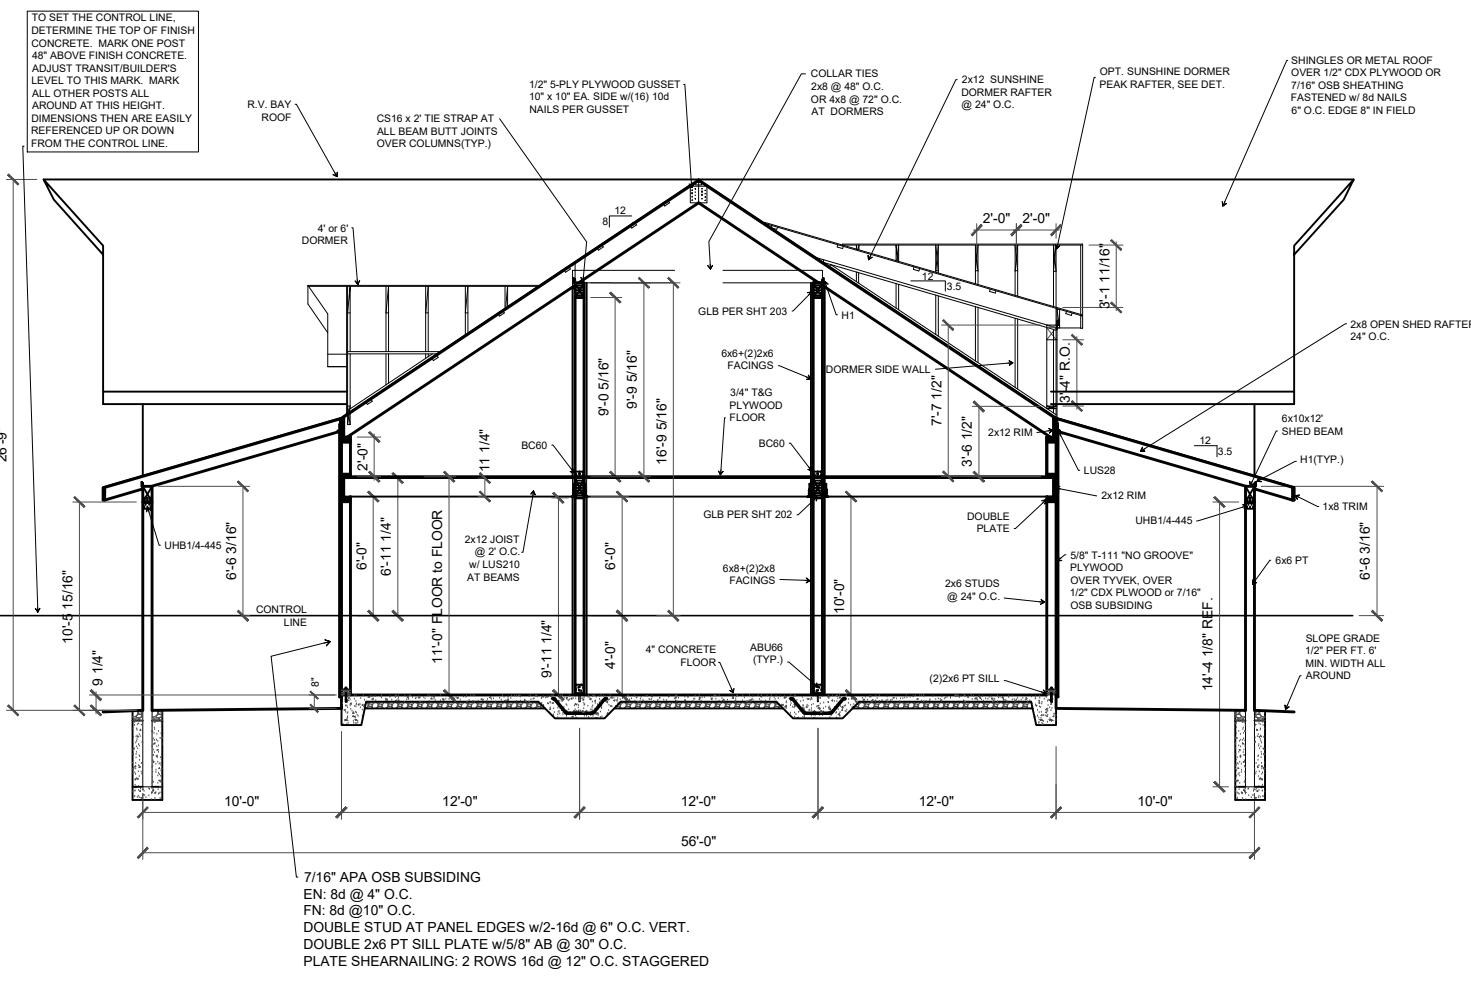 TO SET THE CONTROL LINE,
DETERMINE THE TOP OF FINISH
CONCRETE. MARK ONE POST
48" ABOVE FINISH CONCRETE.
ADJUST TRANSIT/BUILDER'S
LEVEL TO THIS MARK. MARK
ALL OTHER POSTS ALL
AROUND AT THIS HEIGHT.
DIMENSIONS THEN ARE EASILY
REFERENCED UP OR DOWN
FROM THE CONTROL LINE.
R.V. BAY
ROOF
CS16 x 2' TIE STRAP AT
ALL BEAM BUTT JOINTS
OVER COLUMNS(TYP.)
1/2" 5-PLY PLYWOOD GUSSET
10" x 10" EA. SIDE w/(16) 10d
NAILS PER GUSSET
COLLAR TIES
2x8 @ 48" O.C.
OR 4x8 @ 72" O.C.
AT DORMERS
2x12 SUNSHINE
DORMER RAFTER
@ 24" O.C.
OPT. SUNSHINE DORMER
PEAK RAFTER, SEE DET.
SHINGLES OR METAL ROOF
OVER 1/2" CDX PLYWOOD OR
7/16" OSB SHEATHING
FASTENED w/ 8d NAILS
6" O.C. EDGE 8" IN FIELD
4' or 6'
DORMER
12
8
2'-0"
2'-0"
12
3.5
3'-1 11/16"
GLB PER SHT 203
H1
2x8 OPEN SHED RAFTER
24" O.C.
6x6+(2)2x6
FACINGS
DORMER SIDE WALL
3/4" T&G
PLYWOOD
FLOOR
9'-0 5/16"
9'-9 5/16"
16'-9 5/16"
7'-7 1/2"
3'-6 1/2"
3'-4" R.O.
6x10x12'
SHED BEAM
12
3.5
H1(TYP.)
26'-9"
2'-0"
11 1/4"
BC60
BC60
2x12 RIM
LUS28
2x12 RIM
1x8 TRIM
GLB PER SHT 202
DOUBLE
PLATE
UHB1/4-445
UHB1/4-445
6'-6 3/16"
6'-0"
6'-11 1/4"
11'-0" FLOOR to FLOOR
2x12 JOIST
@ 2' O.C.
w/ LUS210
AT BEAMS
6'-0"
6x8+(2)2x8
FACINGS
10'-0"
2x6 STUDS
@ 24" O.C.
5/8" T-111 "NO GROOVE"
PLYWOOD
OVER TYVEK, OVER
1/2" CDX PLWOOD or 7/16"
OSB SUBSIDING
6x6 PT
6'-6 3/16"
10'-5 15/16"
CONTROL
LINE
9 1/4"
8"
9'-11 1/4"
4'-0"
4" CONCRETE
FLOOR
ABU66
(TYP.)
(2)2x6 PT SILL
14'-4 1/8" REF.
SLOPE GRADE
1/2" PER FT. 6'
MIN. WIDTH ALL
AROUND
10'-0"
12'-0"
12'-0"
12'-0"
10'-0"
56'-0"
7/16" APA OSB SUBSIDING
EN: 8d @ 4" O.C.
FN: 8d @10" O.C.
DOUBLE STUD AT PANEL EDGES w/2-16d @ 6" O.C. VERT.
DOUBLE 2x6 PT SILL PLATE w/5/8" AB @ 30" O.C.
PLATE SHEARNAILING: 2 ROWS 16d @ 12" O.C. STAGGERED